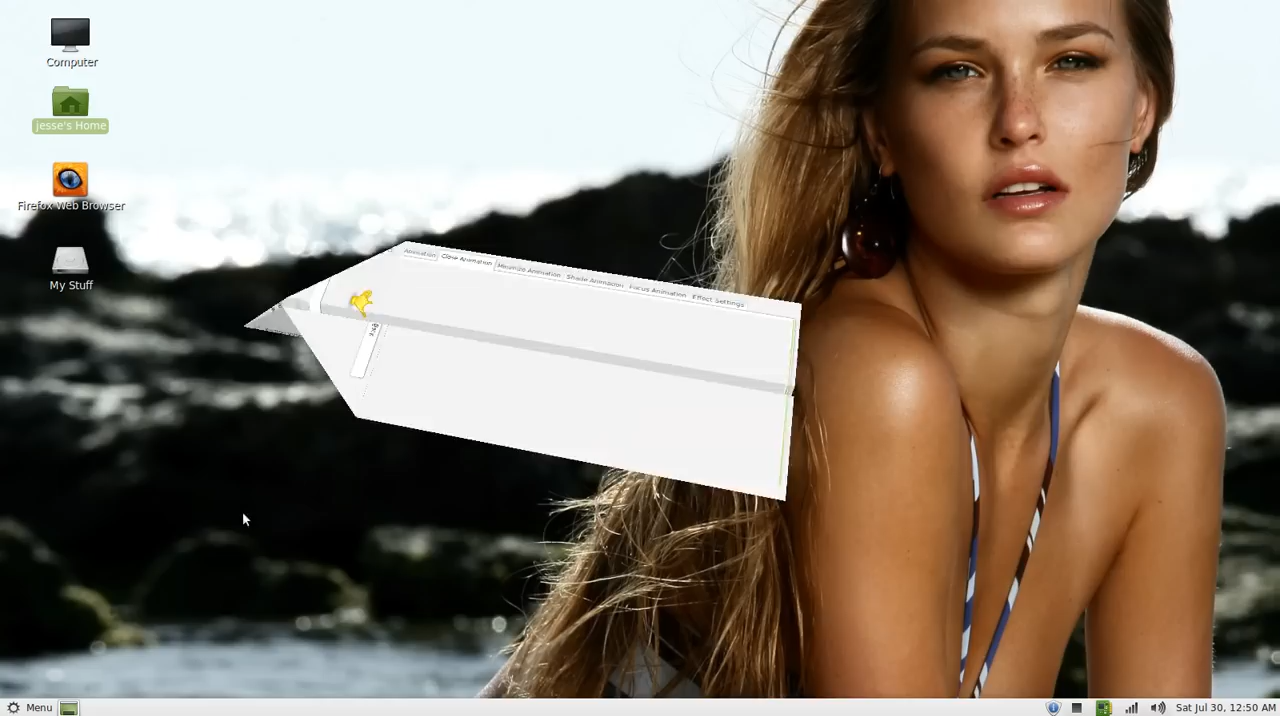 Computer
jesse's Home
Firefox Web Browser
My Stuff
Animation Close Animation Minimize Animation Shade Animation Focus Animation Effect Settings
Menu
Sat Jul 30, 12:50 AM